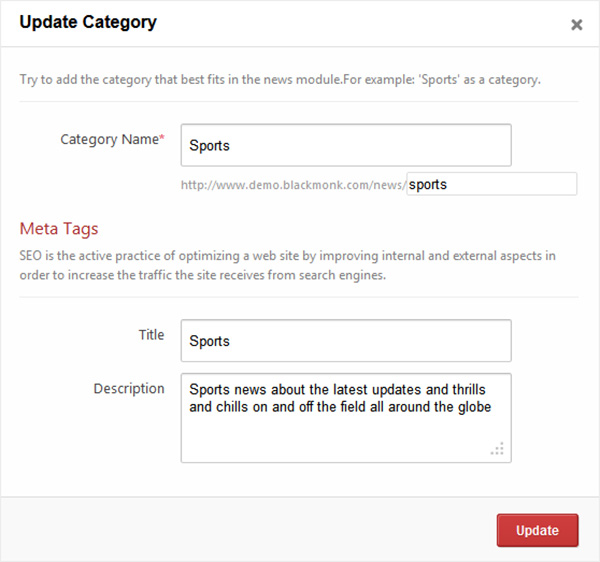 Update Category
×
Try to add the category that best fits in the news module.For example: 'Sports' as a category.
Category Name* Sports
http://www.demo.blackmonk.com/news/ sports
Meta Tags
SEO is the active practice of optimizing a web site by improving internal and external aspects in
order to increase the traffic the site receives from search engines.
Title Sports
Description Sports news about the latest updates and thrills
and chills on and off the field all around the globe
Update